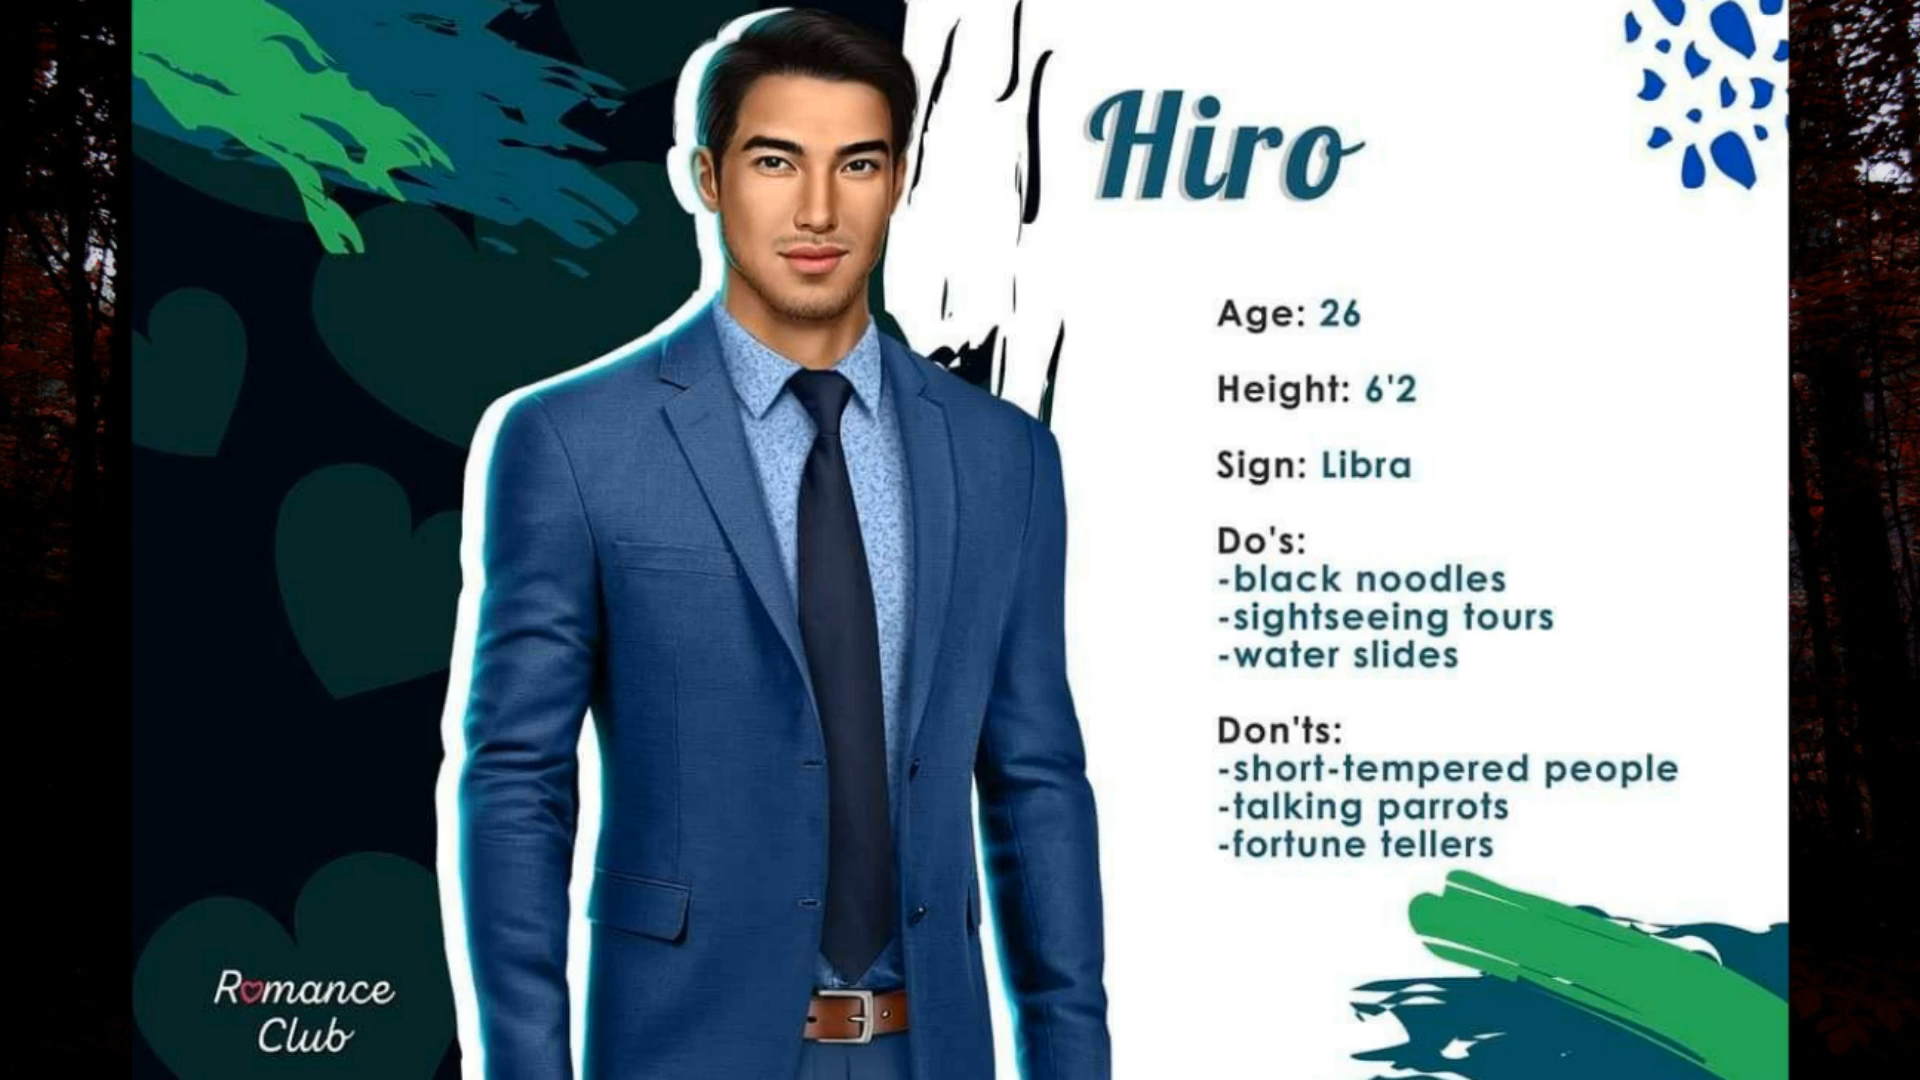 Hiro
Age: 26
Height: 6'2
Sign: Libra
Do's:
-black noodles
-sightseeing tours
-water slides
Don'ts:
-short-tempered people
-talking parrots
-fortune tellers
Romance
Club